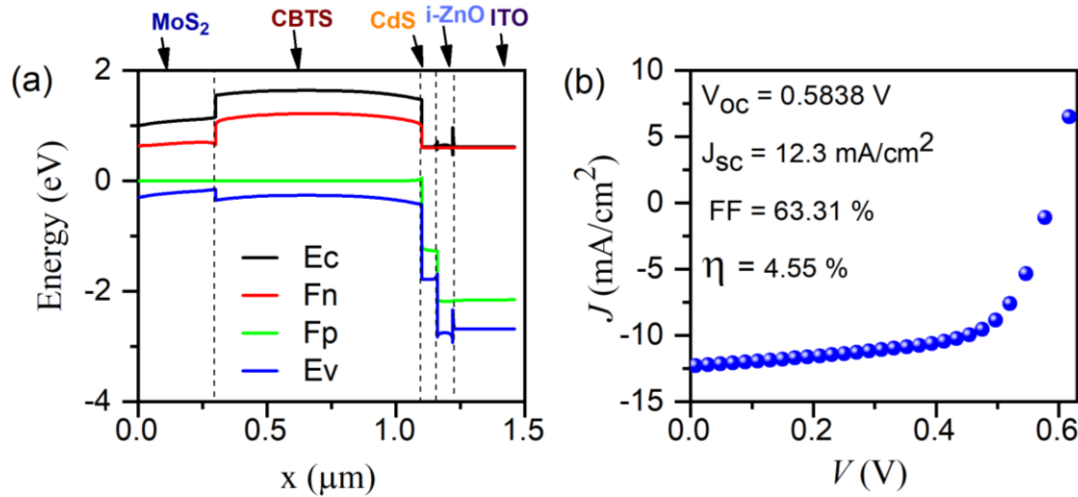 MoS₂ CBTS CdS i-ZnO ITO
(a)
Energy (eV)
2
0
-2
-4
Ec
Fn
Fp
Ev
0.0 0.5 1.0 1.5
x (μm)
(b)
J (mA/cm²)
10
5
0
-5
-10
-15
V_OC = 0.5838 V
J_SC = 12.3 mA/cm²
FF = 63.31 %
η = 4.55 %
0.0 0.2 0.4 0.6
V (V)